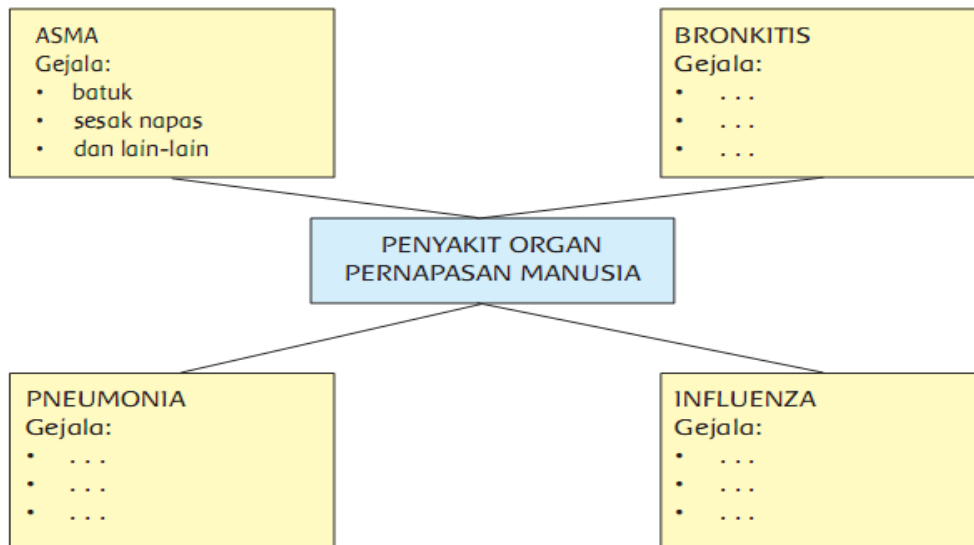 ASMA
Gejala:
• batuk
• sesak napas
• dan lain-lain
BRONKITIS
Gejala:
• . . .
• . . .
• . . .
PENYAKIT ORGAN
PERNAPASAN MANUSIA
PNEUMONIA
Gejala:
• . . .
• . . .
• . . .
INFLUENZA
Gejala:
• . . .
• . . .
• . . .